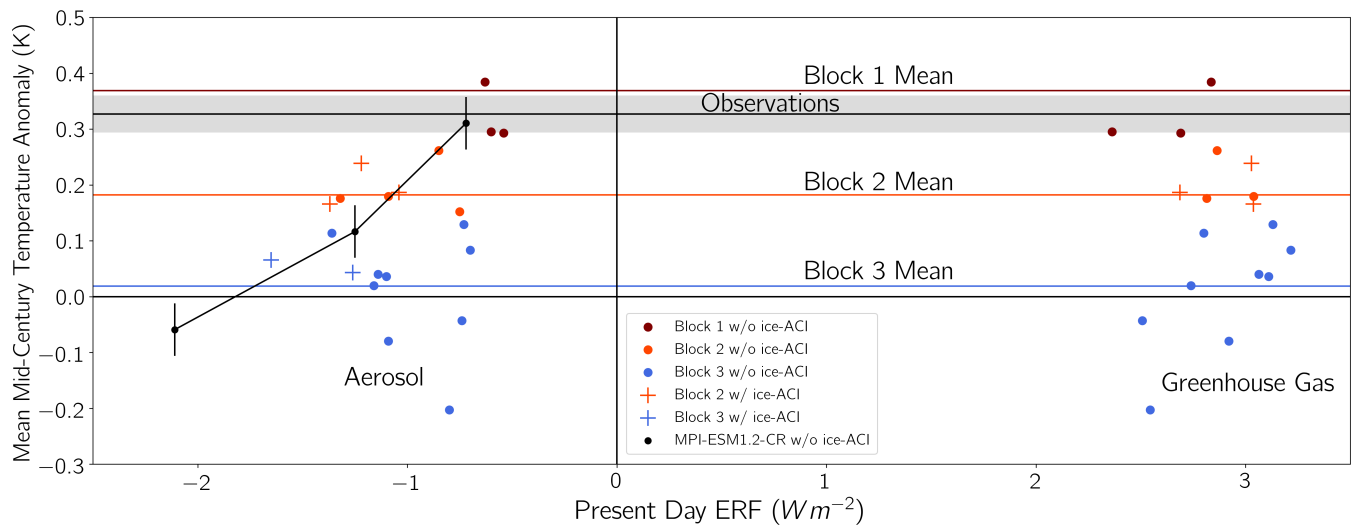 Mean Mid-Century Temperature Anomaly (K)
0.5
0.4
0.3
0.2
0.1
0.0
−0.1
−0.2
−0.3
Block 1 Mean
Observations
Block 2 Mean
Block 3 Mean
Aerosol
Greenhouse Gas
Block 1 w/o ice-ACI
Block 2 w/o ice-ACI
Block 3 w/o ice-ACI
Block 2 w/ ice-ACI
Block 3 w/ ice-ACI
MPI-ESM1.2-CR w/o ice-ACI
−2 −1 0 1 2 3
Present Day ERF (Wm⁻²)